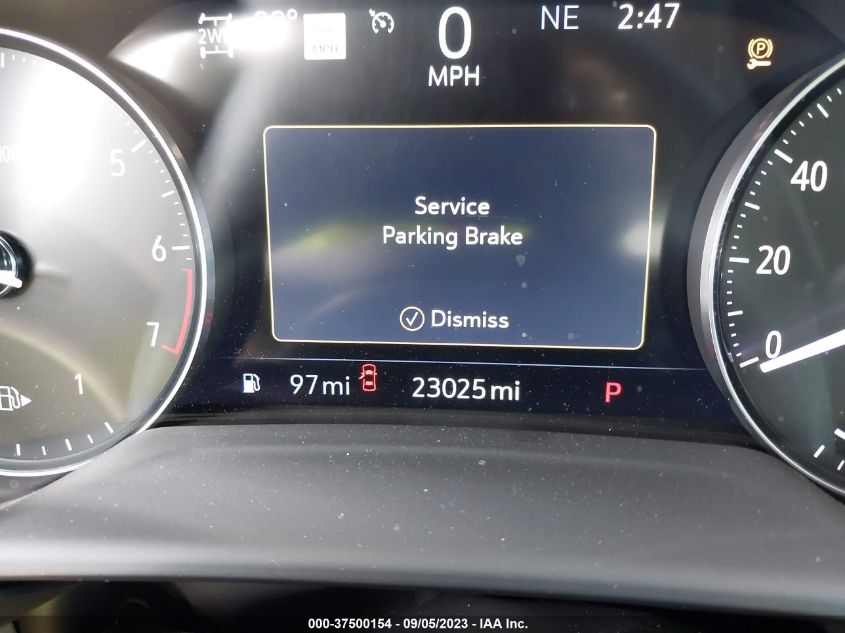 2WD
MPH
0
MPH
NE
2:47
P
5
6
7
1
40
20
0
Service
Parking Brake
Dismiss
97mi
23025mi
P
000-37500154 - 09/05/2023 - IAA Inc.